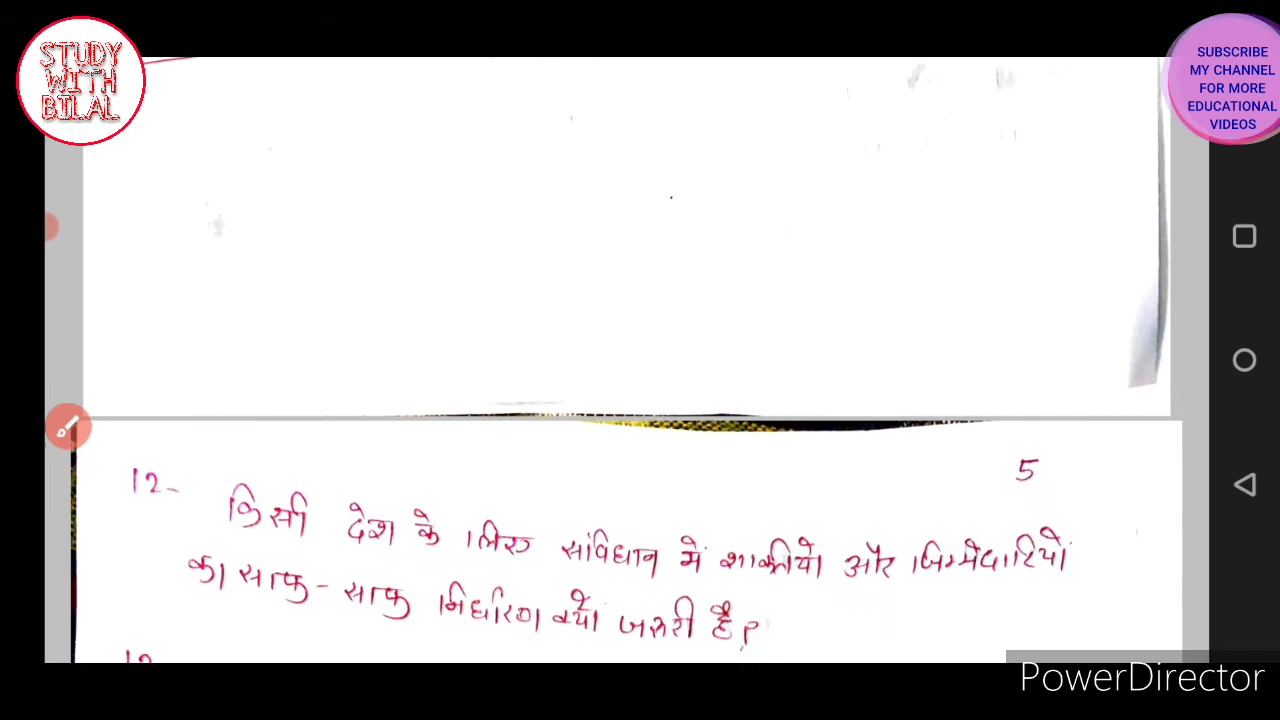 STUDY
WITH
BILAL
SUBSCRIBE
MY CHANNEL
FOR MORE
EDUCATIONAL
VIDEOS
5
12- किसी देश के लिए संविधान में शक्तियों और जिम्मेदारियों
का साफ-साफ निर्धारण क्यों जरुरी है?
PowerDirector